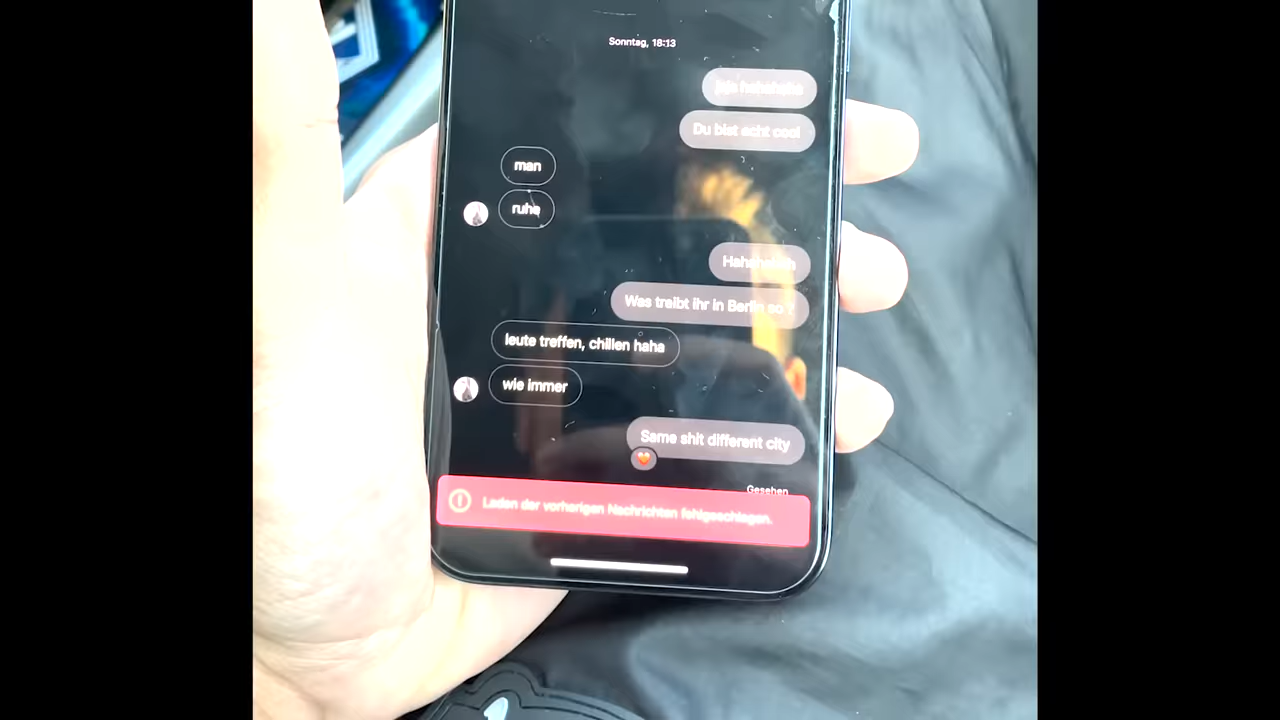 Sonntag, 18:13
Du bist echt cool
man
ruhe
Was treibt ihr in Berlin so ?
leute treffen, chillen haha
wie immer
Same shit different city
Gesehen
Laden der vorherigen Nachrichten fehlgeschlagen.